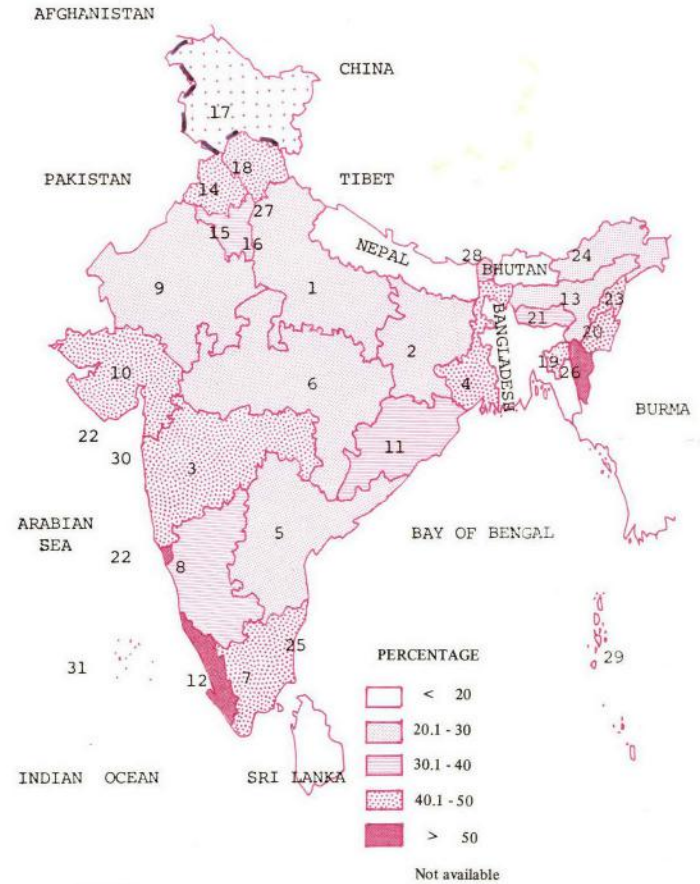 AFGHANISTAN
CHINA
17
18
PAKISTAN
14
TIBET
27
15
16
NEPAL
28
BHUTAN
24
9
1
13
23
21
20
BANGLADESH
2
19
26
10
6
4
BURMA
22
11
30
3
ARABIAN
SEA
22
5
BAY OF BENGAL
8
25
29
31
12
7
PERCENTAGE
< 20
20.1 - 30
30.1 - 40
40.1 - 50
> 50
Not available
INDIAN OCEAN
SRI LANKA